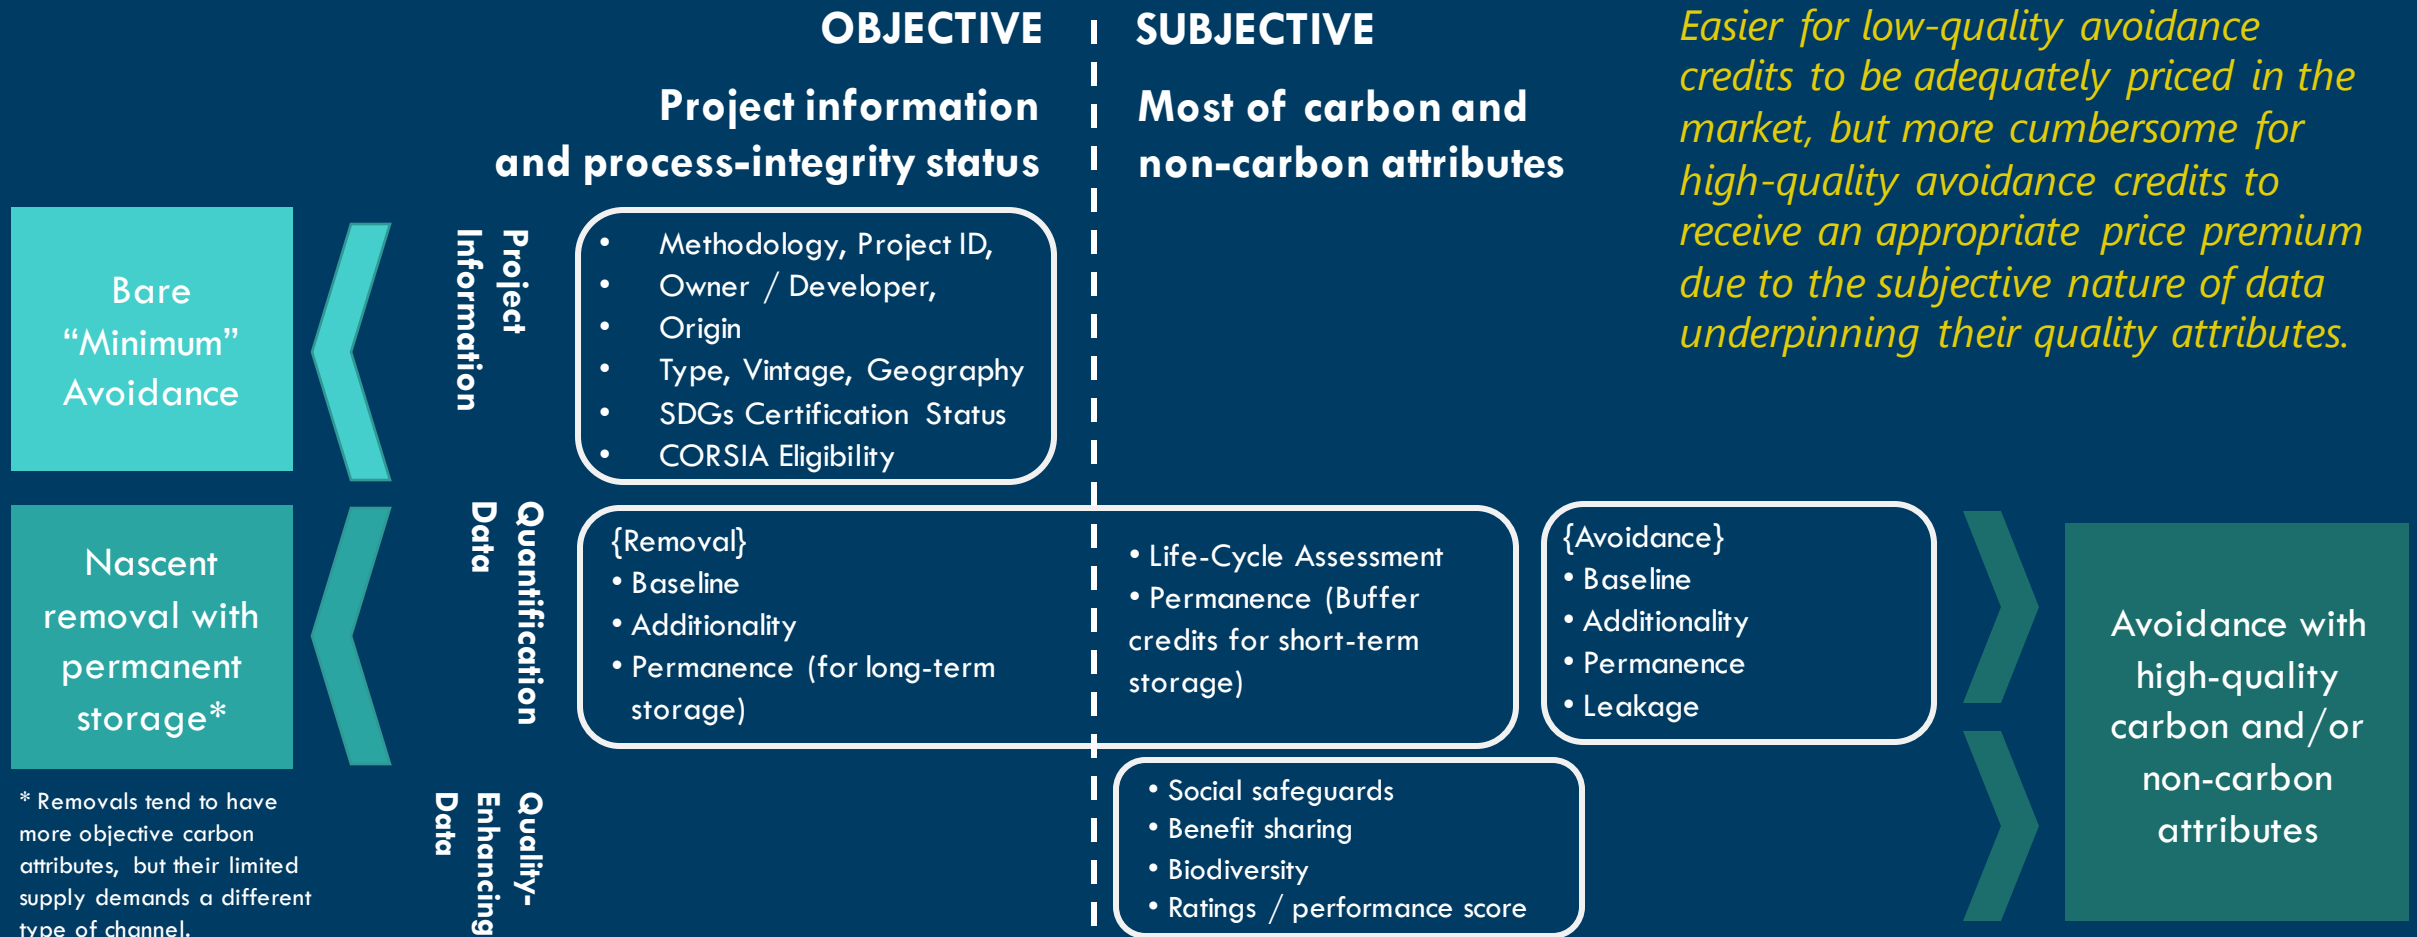 OBJECTIVE
Project information
and process-integrity status
SUBJECTIVE
Most of carbon and
non-carbon attributes
Easier for low-quality avoidance
credits to be adequately priced in the
market, but more cumbersome for
high-quality avoidance credits to
receive an appropriate price premium
due to the subjective nature of data
underpinning their quality attributes.
Bare
“Minimum”
Avoidance
Project
Information
• Methodology, Project ID,
• Owner / Developer,
• Origin
• Type, Vintage, Geography
• SDGs Certification Status
• CORSIA Eligibility
Nascent
removal with
permanent
storage*
Quantification
Data
{Removal}
• Baseline
• Additionality
• Permanence (for long-term
storage)
• Life-Cycle Assessment
• Permanence (Buffer
credits for short-term
storage)
{Avoidance}
• Baseline
• Additionality
• Permanence
• Leakage
Avoidance with
high-quality
carbon and/or
non-carbon
attributes
* Removals tend to have
more objective carbon
attributes, but their limited
supply demands a different
type of channel.
Quality-
Enhancing
Data
• Social safeguards
• Benefit sharing
• Biodiversity
• Ratings / performance score